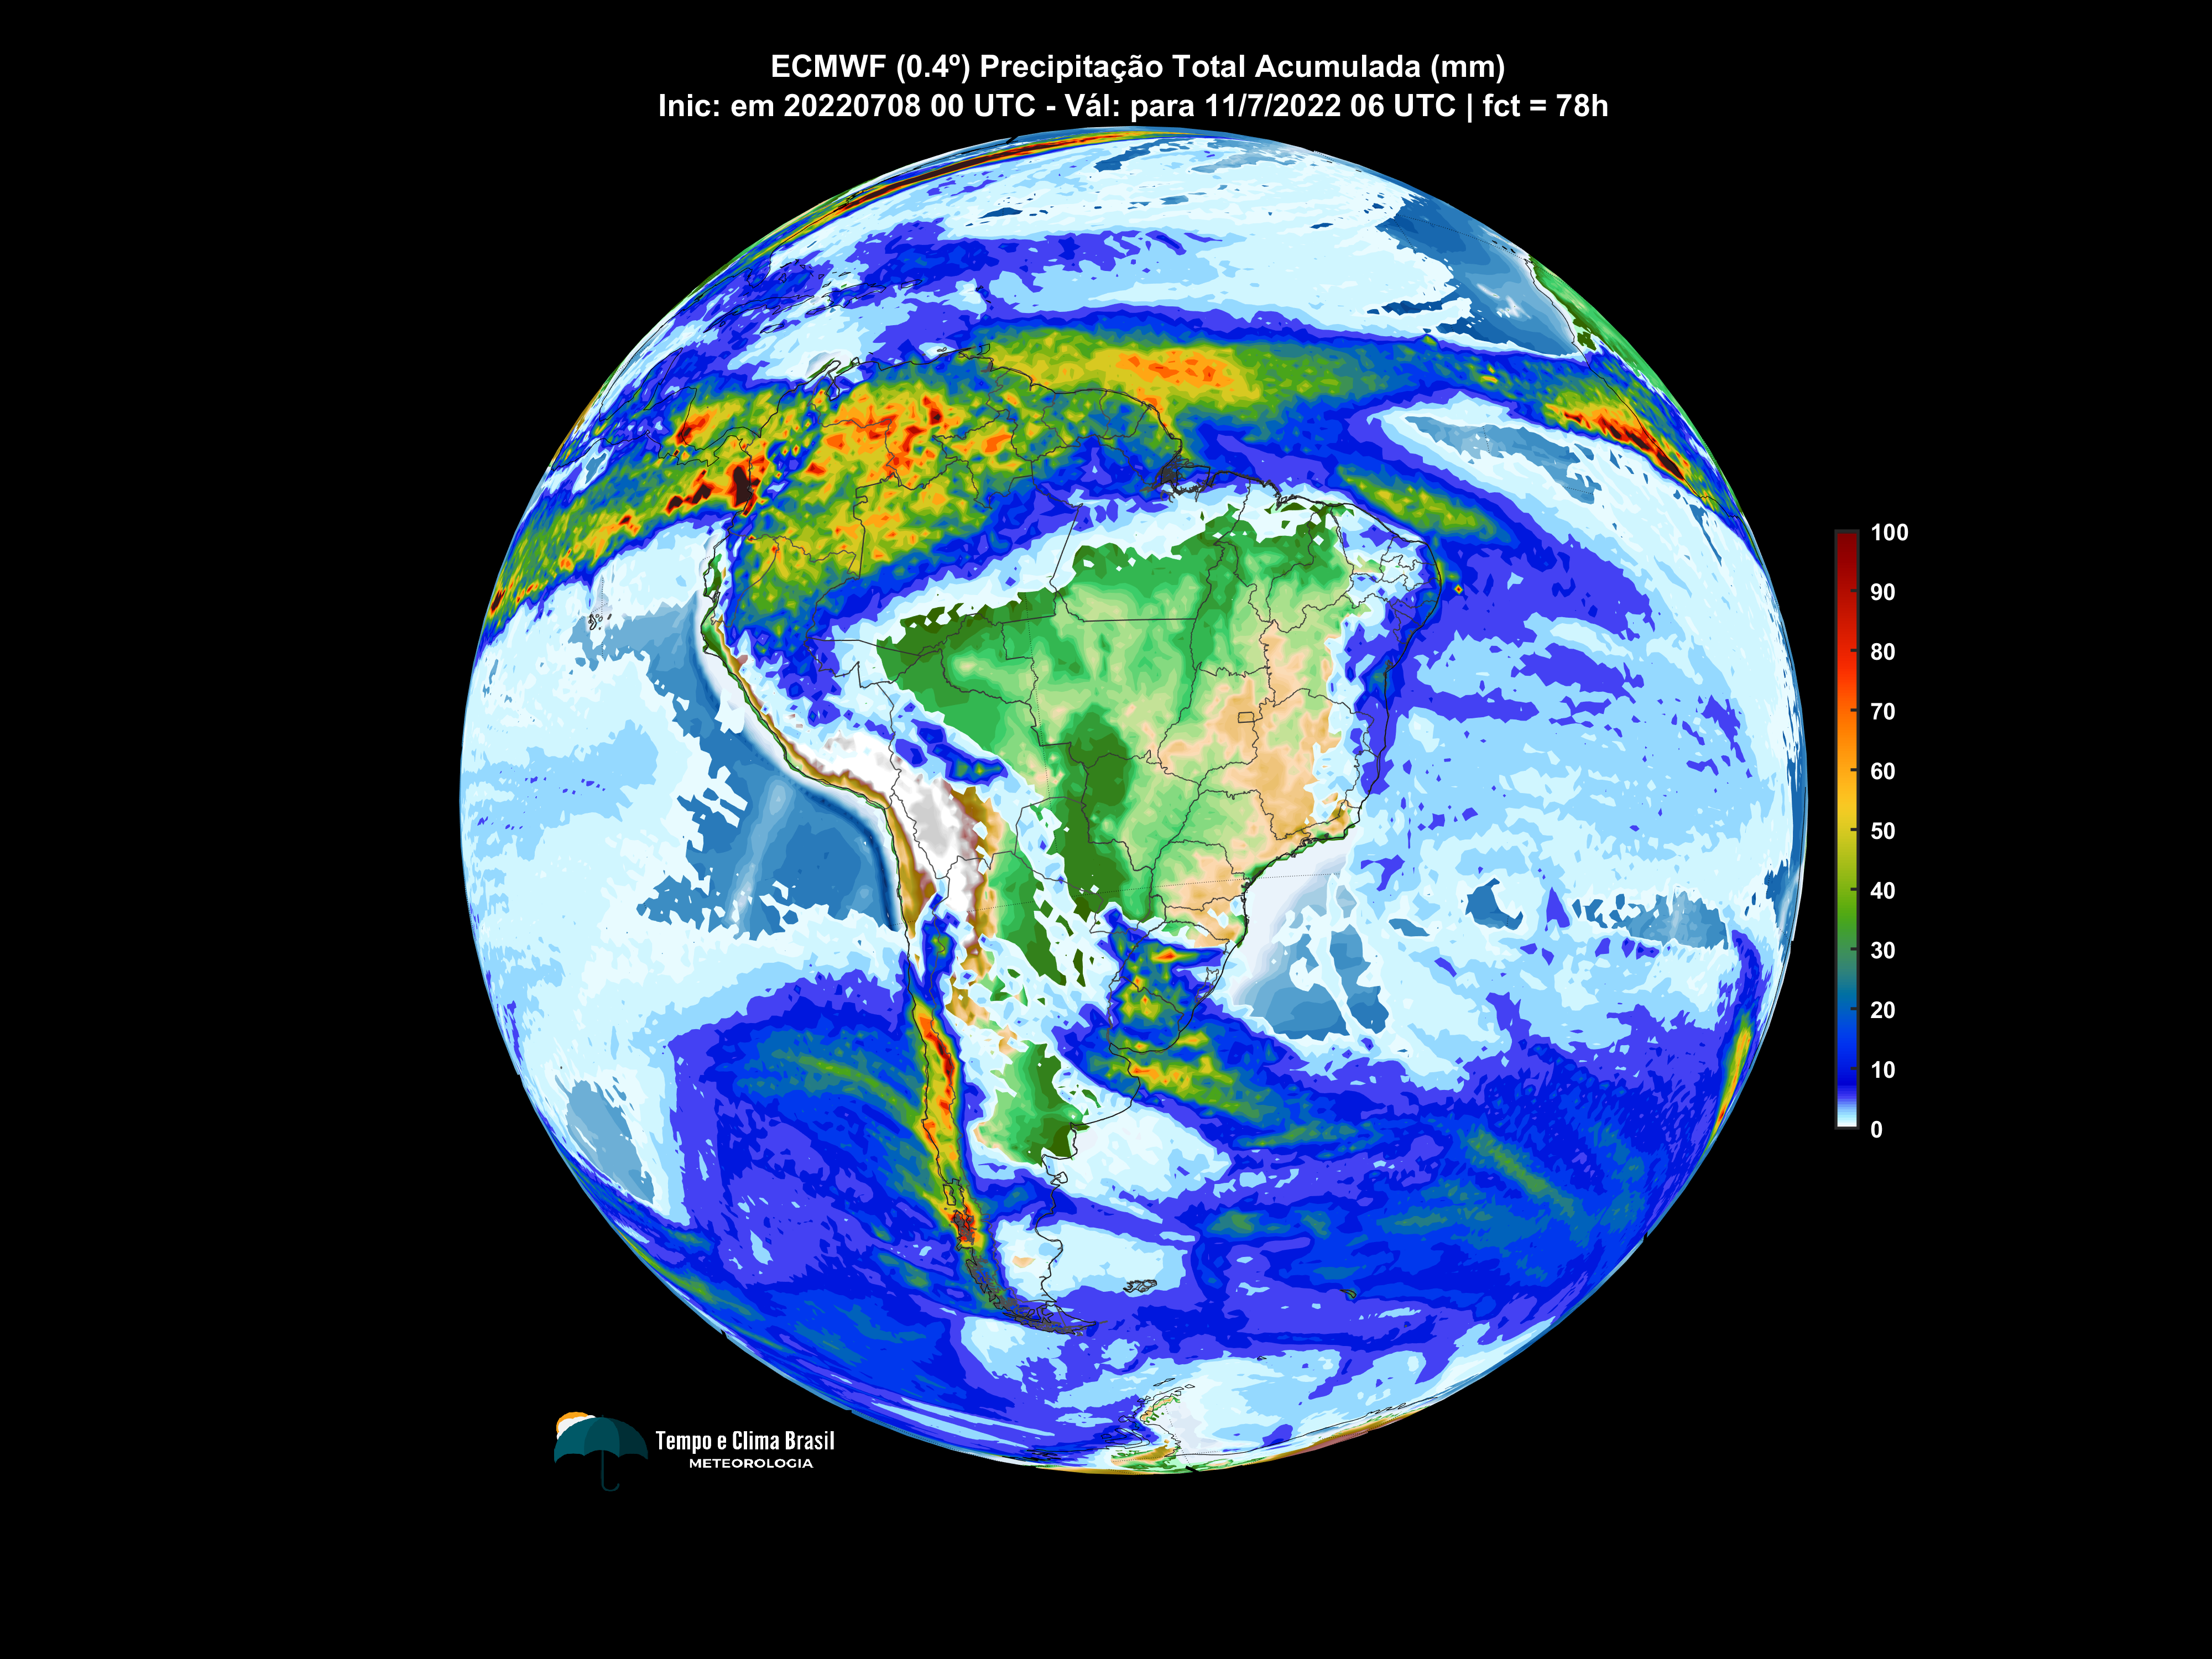 ECMWF (0.4º) Precipitação Total Acumulada (mm)
Inic: em 20220708 00 UTC - Vál: para 11/7/2022 06 UTC | fct = 78h
100
90
80
70
60
50
40
30
20
10
0
Tempo e Clima Brasil
METEOROLOGIA